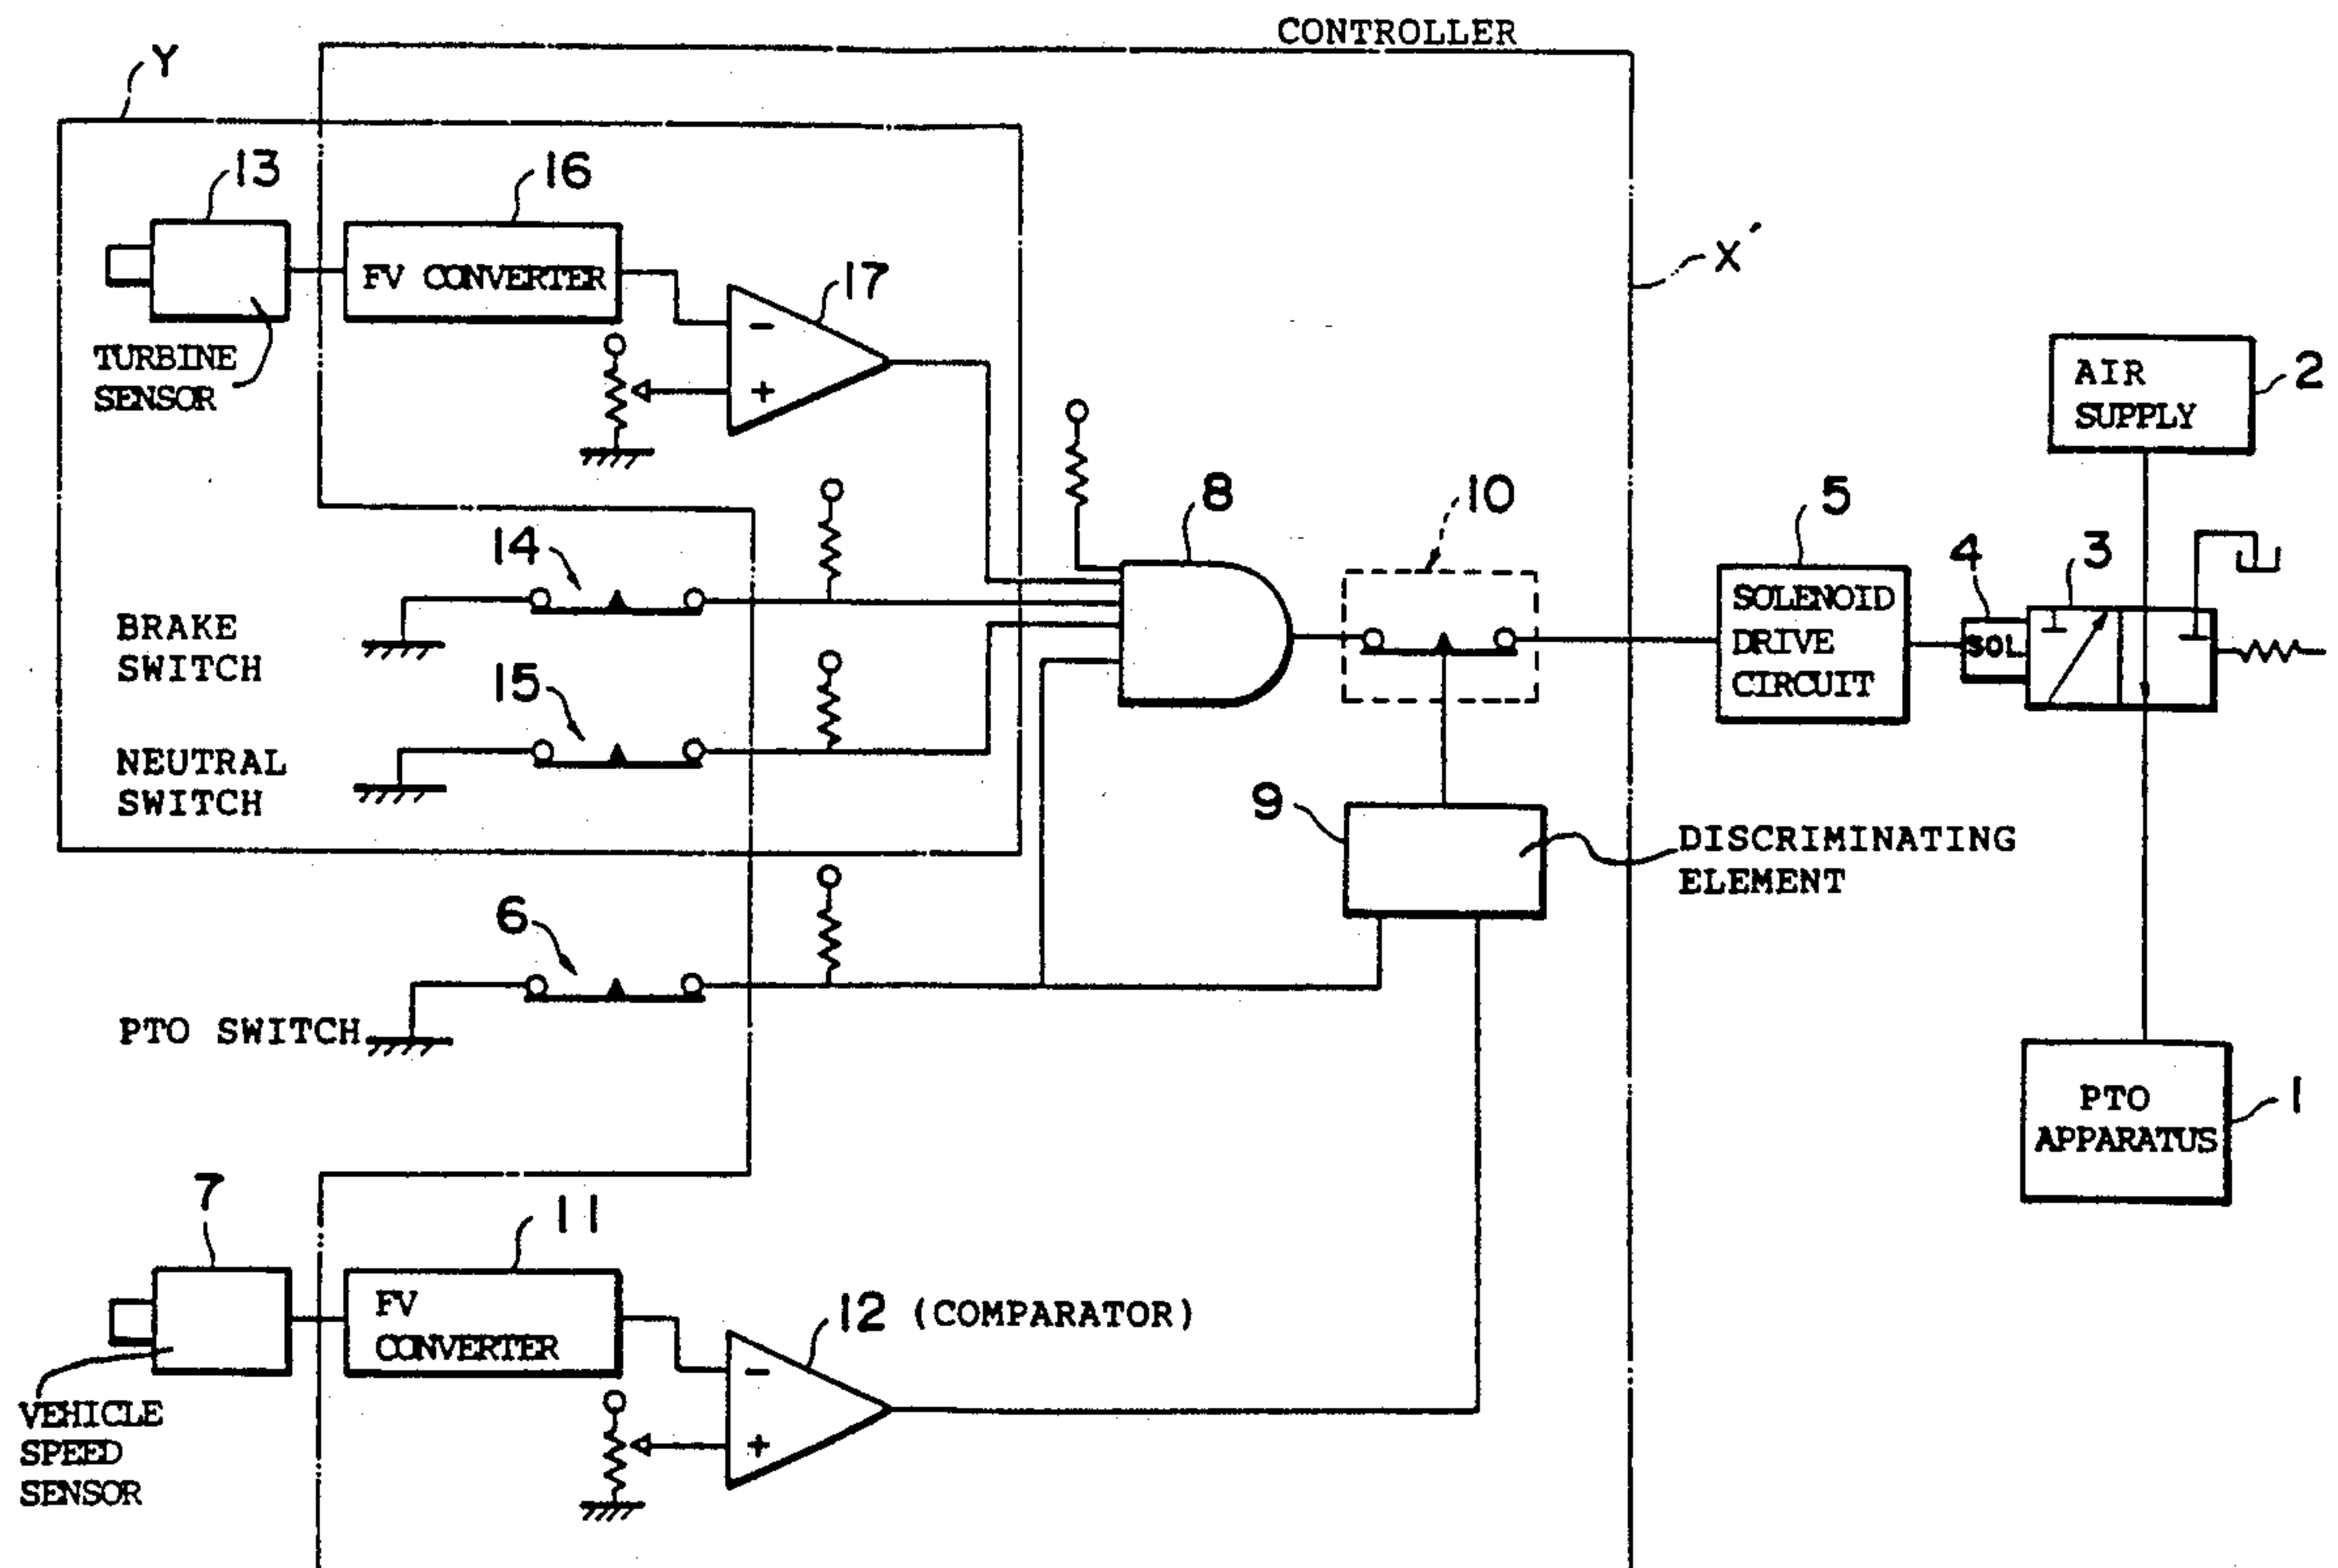 CONTROLLER
Y
13
16
FV CONVERTER
17
X'
TURBINE
SENSOR
-
+
AIR
SUPPLY
2
14
8
10
5
4
3
BRAKE
SWITCH
SOLENOID
DRIVE
CIRCUIT
SOL
15
NEUTRAL
SWITCH
9
DISCRIMINATING
ELEMENT
6
PTO SWITCH
PTO
APPARATUS
1
7
11
FV
CONVERTER
12 (COMPARATOR)
-
+
VEHICLE
SPEED
SENSOR